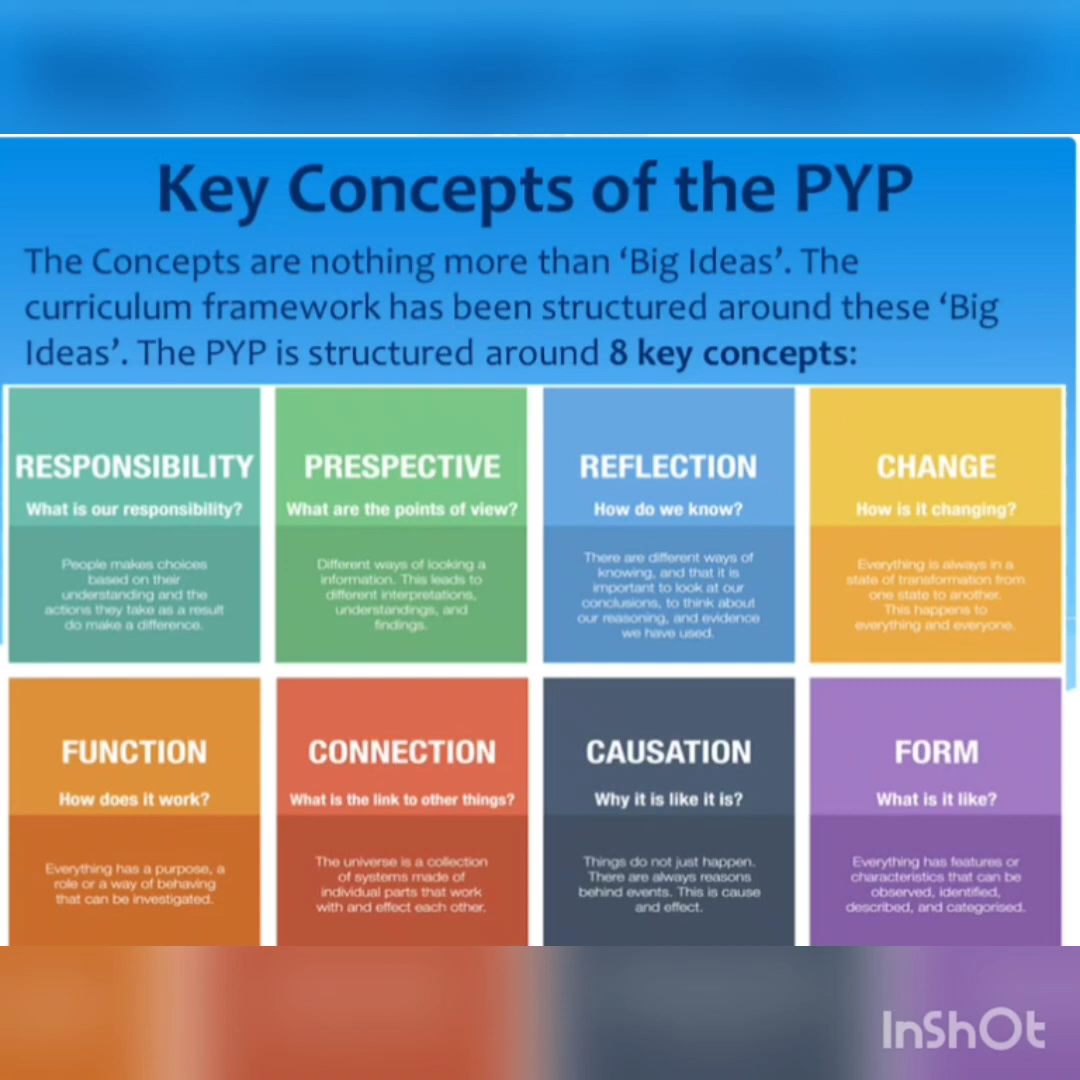 Key Concepts of the PYP
The Concepts are nothing more than ‘Big Ideas’. The
curriculum framework has been structured around these ‘Big
Ideas’. The PYP is structured around 8 key concepts:
RESPONSIBILITY
What is our responsibility?
People makes choices
based on their
understanding and the
actions they take as a result
do make a difference.
PRESPECTIVE
What are the points of view?
Different ways of looking a
information. This leads to
different interpretations,
understandings, and
findings.
REFLECTION
How do we know?
There are different ways of
knowing, and that it is
important to look at our
conclusions, to think about
our reasoning, and evidence
we have used.
CHANGE
How is it changing?
Everything is always in a
state of transformation from
one state to another.
This happens to
everything and everyone.
FUNCTION
How does it work?
Everything has a purpose, a
role or a way of behaving
that can be investigated.
CONNECTION
What is the link to other things?
The universe is a collection
of systems made of
individual parts that work
with and effect each other.
CAUSATION
Why it is like it is?
Things do not just happen.
There are always reasons
behind events. This is cause
and effect.
FORM
What is it like?
Everything has features or
characteristics that can be
observed, identified,
described, and categorised.
InShOt